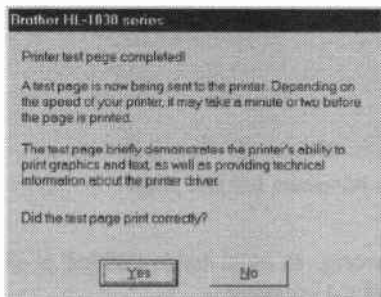 Brother HL-1030 series
Printer test page completed!
A test page is now being sent to the printer. Depending on
the speed of your printer, it may take a minute or two before
the page is printed.
The test page briefly demonstrates the printer's ability to
print graphics and text, as well as providing technical
information about the printer driver.
Did the test page print correctly?
Yes
No